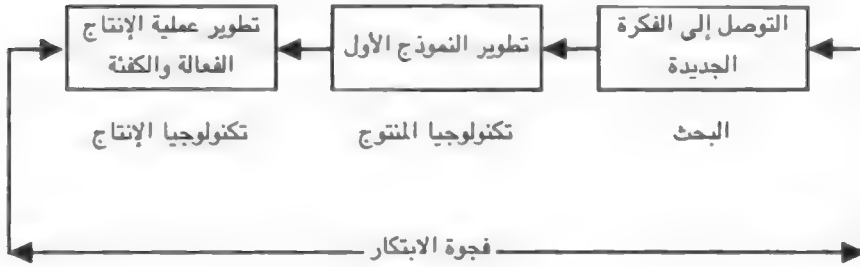 التوصل إلى الفكرة
الجديدة
تطوير النموذج الأول
تطوير عملية الإنتاج
الفعالة والكفئة
البحث
تكنولوجيا المنتوج
تكنولوجيا الإنتاج
فجوة الابتكار